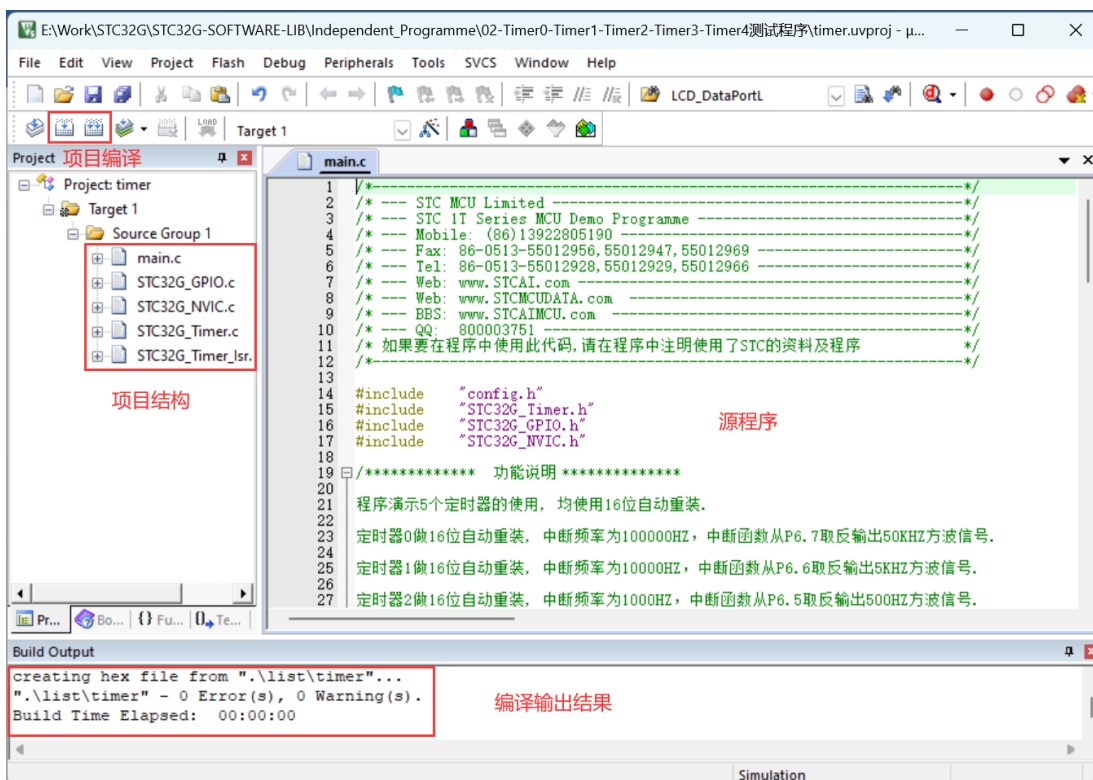 E:\Work\STC32G\STC32G-SOFTWARE-LIB\Independent_Programme\02-Timer0-Timer1-Timer2-Timer3-Timer4测试程序\timer.uvproj - µ...
File Edit View Project Flash Debug Peripherals Tools SVCS Window Help
LCD_DataPortL
LOAD
Target 1
Project 项目编译
Project: timer
Target 1
Source Group 1
main.c
STC32G_GPIO.c
STC32G_NVIC.c
STC32G_Timer.c
STC32G_Timer_Isr.
项目结构
Pr... Bo... {} Fu... Te...
main.c
1 /*---------------------------------------------------------------------*/
2 /* --- STC MCU Limited ------------------------------------------------*/
3 /* --- STC 1T Series MCU Demo Programme -------------------------------*/
4 /* --- Mobile: (86)13922805190 ----------------------------------------*/
5 /* --- Fax: 86-0513-55012956,55012947,55012969 ------------------------*/
6 /* --- Tel: 86-0513-55012928,55012929,55012966 ------------------------*/
7 /* --- Web: www.STCAI.com ---------------------------------------------*/
8 /* --- Web: www.STCMCUDATA.com  ---------------------------------------*/
9 /* --- BBS: www.STCAIMCU.com  -----------------------------------------*/
10 /* --- QQ:  800003751 -------------------------------------------------*/
11 /* 如果要在程序中使用此代码,请在程序中注明使用了STC的资料及程序 */
12 /*---------------------------------------------------------------------*/
13
14 #include "config.h"
15 #include "STC32G_Timer.h"
16 #include "STC32G_GPIO.h"
17 #include "STC32G_NVIC.h"
源程序
18
19 /************* 功能说明 **************
20
21 程序演示5个定时器的使用, 均使用16位自动重装.
22
23 定时器0做16位自动重装, 中断频率为100000HZ，中断函数从P6.7取反输出50KHZ方波信号.
24
25 定时器1做16位自动重装, 中断频率为10000HZ，中断函数从P6.6取反输出5KHZ方波信号.
26
27 定时器2做16位自动重装, 中断频率为1000HZ，中断函数从P6.5取反输出500HZ方波信号.
Build Output
creating hex file from ".\list\timer"...
".\list\timer" - 0 Error(s), 0 Warning(s).
Build Time Elapsed:  00:00:00
编译输出结果
Simulation